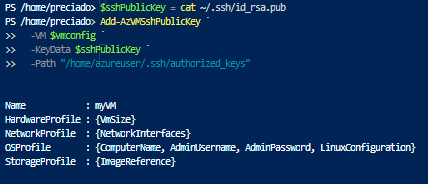 PS /home/preciado> $sshPublicKey = cat ~/.ssh/id_rsa.pub
PS /home/preciado> Add-AzVMSshPublicKey `
>> -VM $vmconfig `
>> -KeyData $sshPublicKey `
>> -Path "/home/azureuser/.ssh/authorized_keys"
Name : myVM
HardwareProfile : {VmSize}
NetworkProfile : {NetworkInterfaces}
OSProfile : {ComputerName, AdminUsername, AdminPassword, LinuxConfiguration}
StorageProfile : {ImageReference}